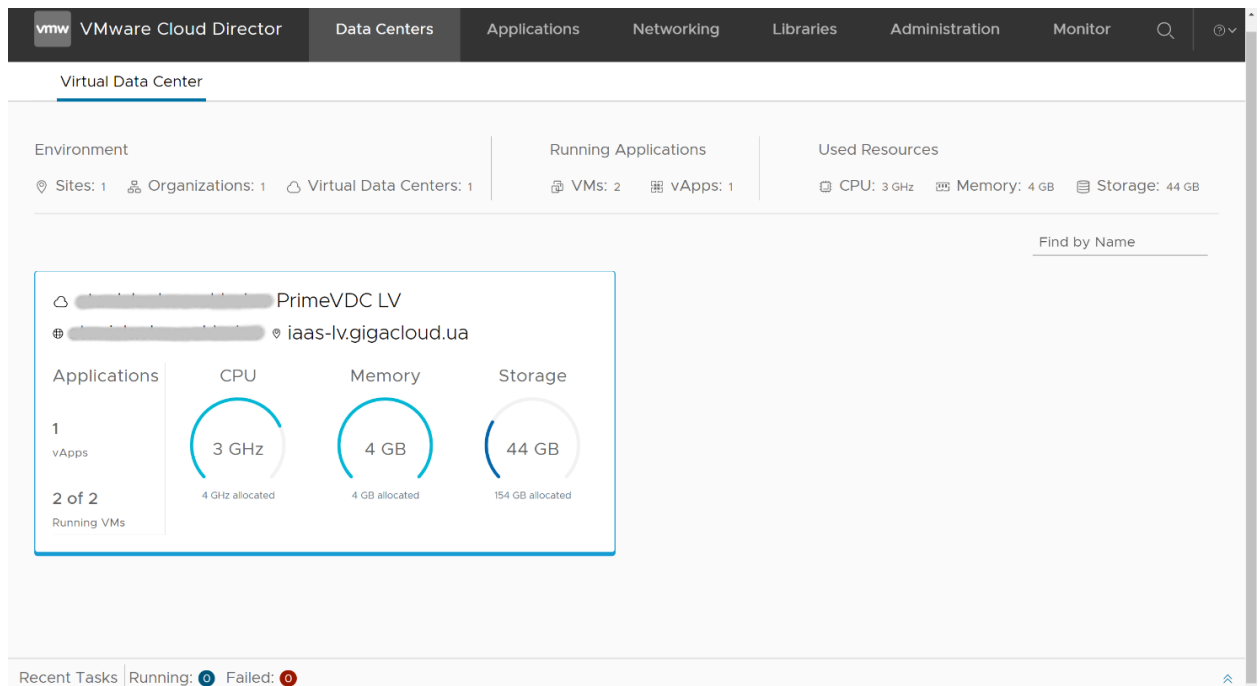 vmw VMware Cloud Director Data Centers Applications Networking Libraries Administration Monitor
Virtual Data Center
Environment Running Applications Used Resources
Sites: 1 Organizations: 1 Virtual Data Centers: 1 VMs: 2 vApps: 1 CPU: 3 GHz Memory: 4 GB Storage: 44 GB
Find by Name
PrimeVDC LV
iaas-lv.gigacloud.ua
Applications CPU Memory Storage
1
vApps
3 GHz 4 GB 44 GB
4 GHz allocated 4 GB allocated 154 GB allocated
2 of 2
Running VMs
Recent Tasks Running: 0 Failed: 0